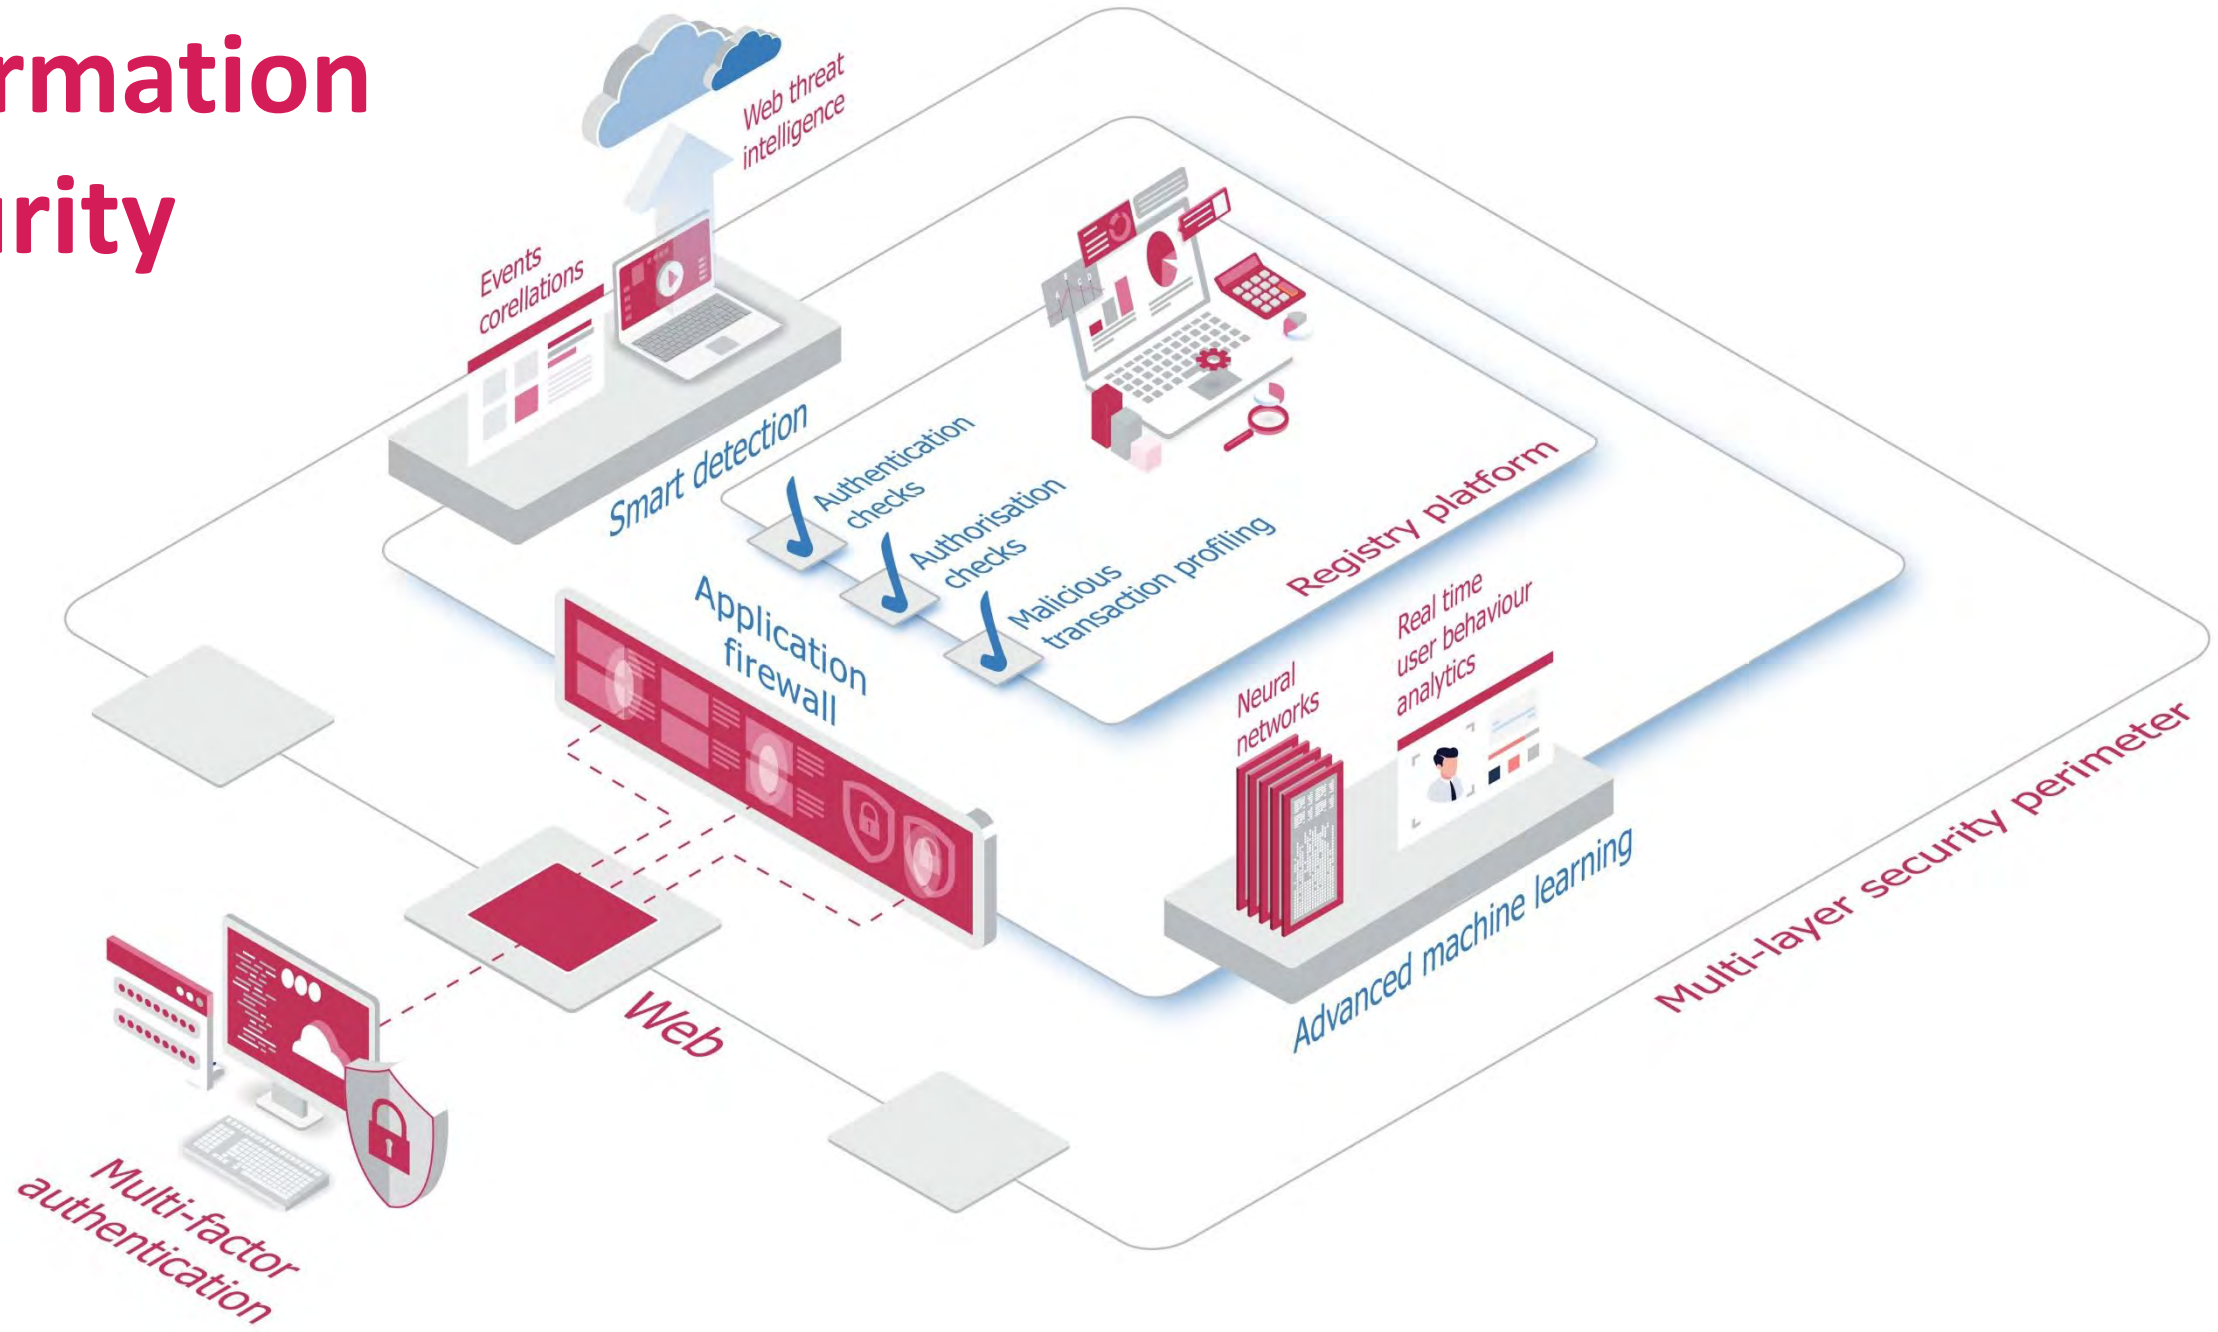 rmation
urity
Web threat
intelligence
Events
corellations
Smart detection
Authentication
checks
Authorisation
checks
Malicious
transaction profiling
Registry platform
Application
firewall
Real time
user behaviour
analytics
Neural
networks
Advanced machine learning
Multi-layer security perimeter
Web
Multi-factor
authentication